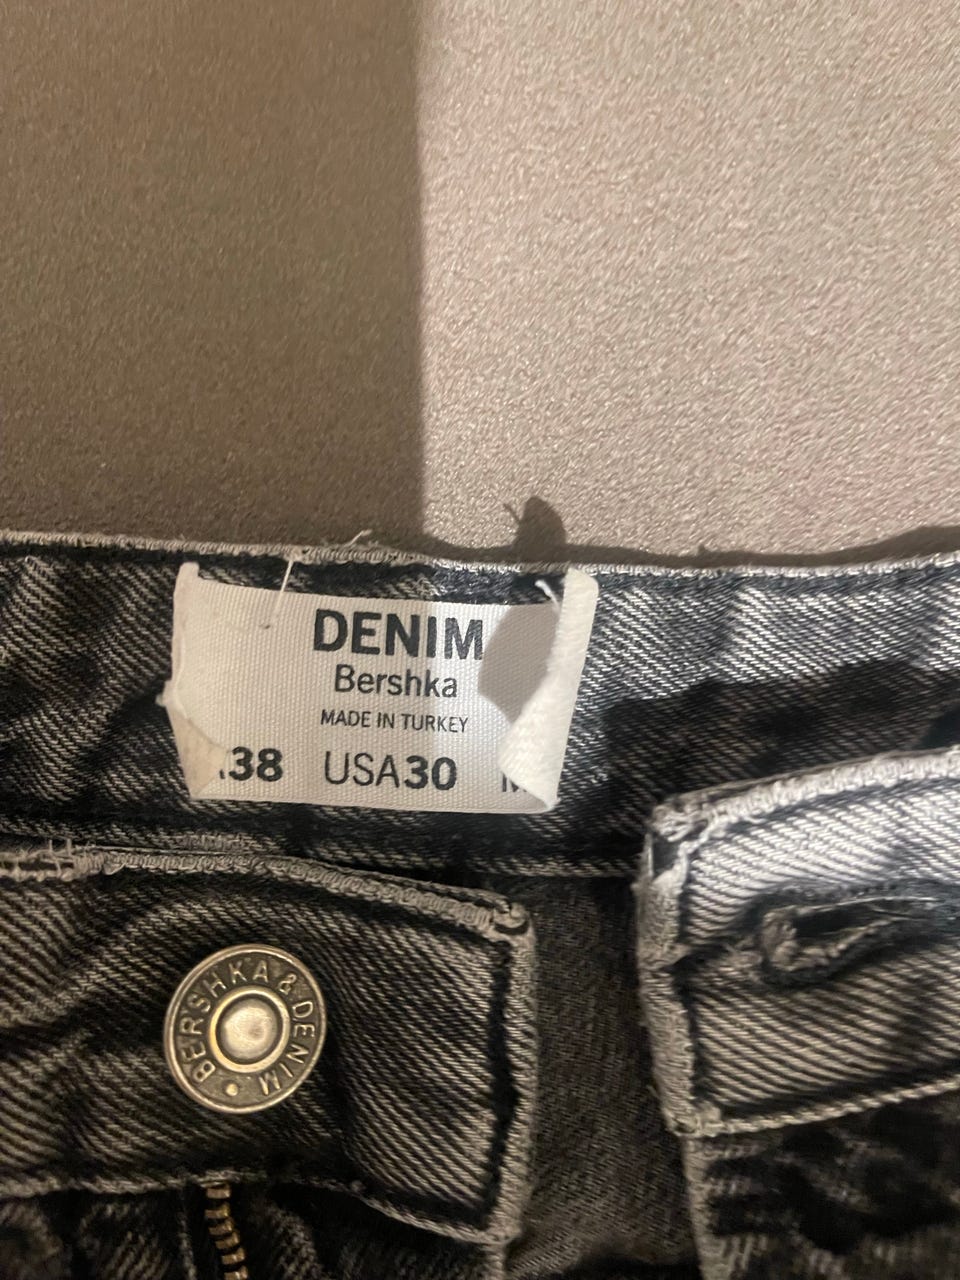 DENIM
Bershka
MADE IN TURKEY
38 USA30 M
BERSHKA & DENIM